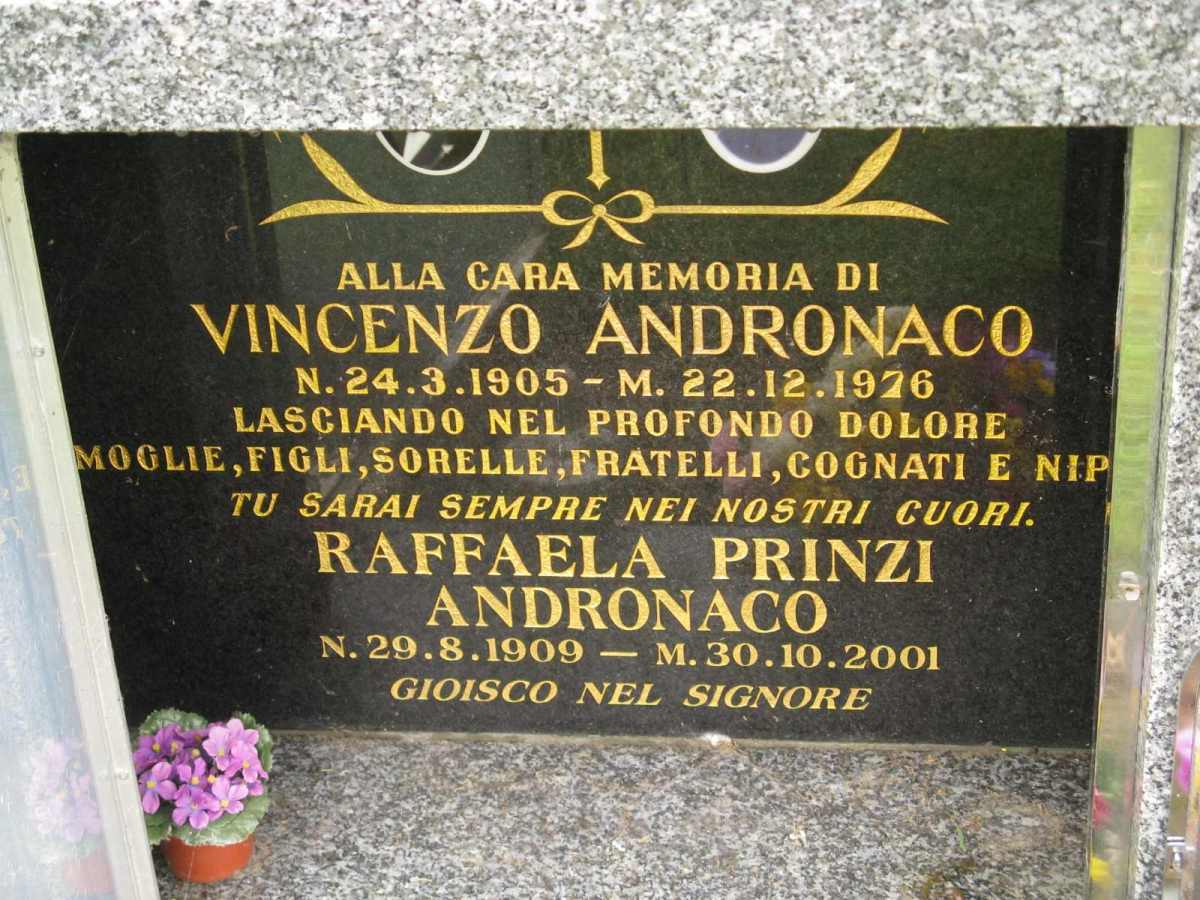 ALLA CARA MEMORIA DI
VINCENZO ANDRONACO
N. 24.3.1905 - M. 22.12.1976
LASCIANDO NEL PROFONDO DOLORE
MOGLIE, FIGLI, SORELLE, FRATELLI, COGNATI E NIP
TU SARAI SEMPRE NEI NOSTRI CUORI.
RAFFAELA PRINZI
ANDRONACO
N. 29.8.1909 — M. 30.10.2001
GIOISCO NEL SIGNORE